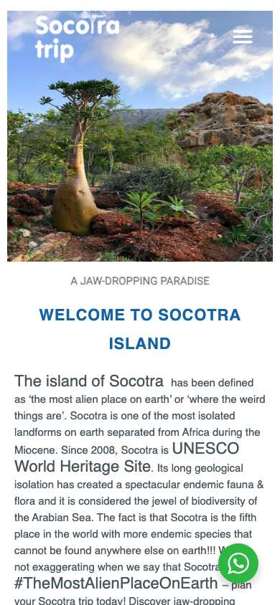 Socotra
trip
A JAW-DROPPING PARADISE
WELCOME TO SOCOTRA
ISLAND
The island of Socotra has been defined
as ‘the most alien place on earth’ or ‘where the weird
things are’. Socotra is one of the most isolated
landforms on earth separated from Africa during the
Miocene. Since 2008, Socotra is UNESCO
World Heritage Site. Its long geological
isolation has created a spectacular endemic fauna &
flora and it is considered the jewel of biodiversity of
the Arabian Sea. The fact is that Socotra is the fifth
place in the world with more endemic species that
cannot be found anywhere else on earth!!!
not exaggerating when we say that Socotra
#TheMostAlienPlaceOnEarth – plan
your Socotra trip today! Discover jaw-dropping